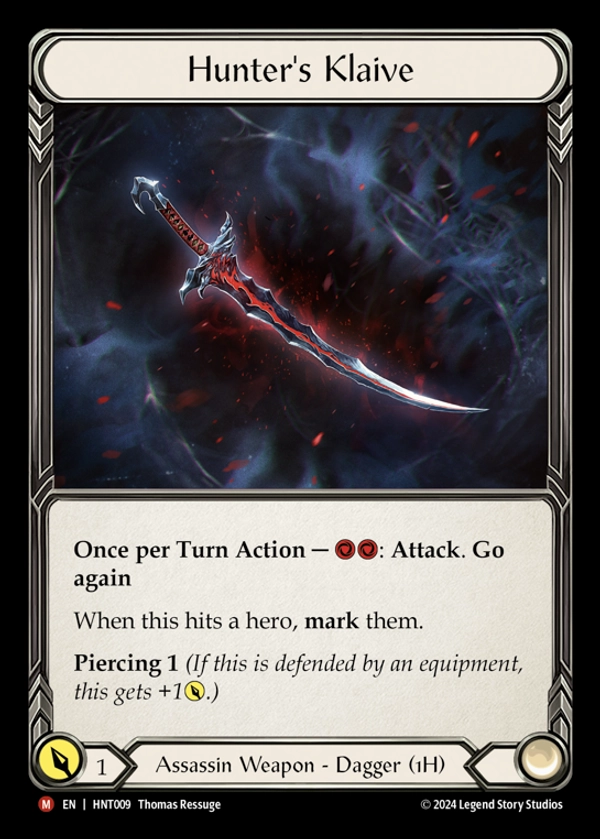 Hunter's Klaive
Once per Turn Action — : Attack. Go
again
When this hits a hero, mark them.
Piercing 1 (If this is defended by an equipment,
this gets +1.)
1
Assassin Weapon - Dagger (1H)
M EN | HNT009 Thomas Ressuge
© 2024 Legend Story Studios